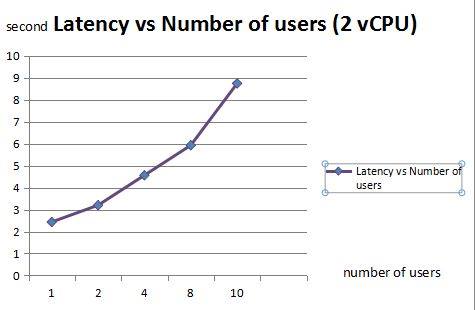 second Latency vs Number of users (2 vCPU)
10
9
8
7
6
5
4
3
2
1
0
1 2 4 8 10
Latency vs Number of
users
number of users